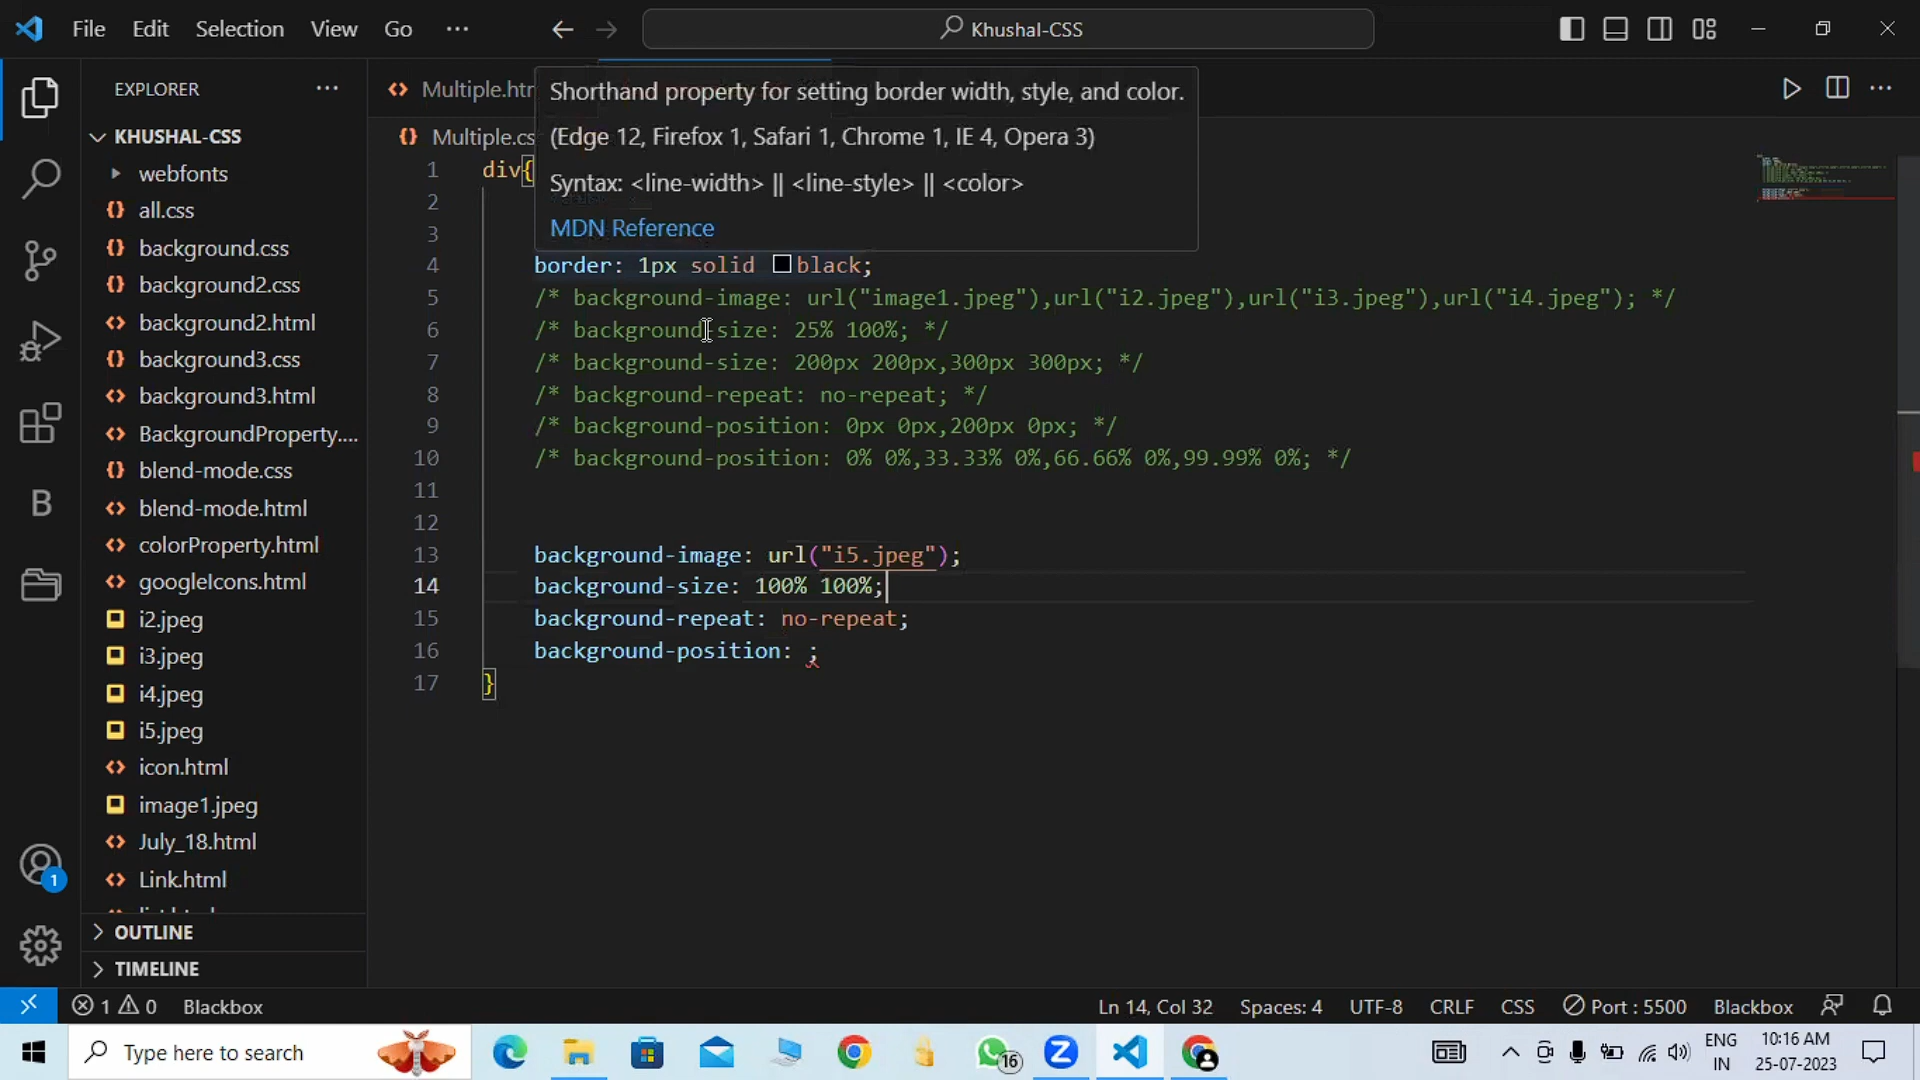 File Edit Selection View Go ··· Khushal-CSS
EXPLORER ···
KHUSHAL-CSS
webfonts
all.css
background.css
background2.css
background2.html
background3.css
background3.html
BackgroundProperty....
blend-mode.css
blend-mode.html
colorProperty.html
googleIcons.html
i2.jpeg
i3.jpeg
i4.jpeg
i5.jpeg
icon.html
image1.jpeg
July_18.html
Link.html
OUTLINE
TIMELINE
1
Multiple.htm
Multiple.cs
Shorthand property for setting border width, style, and color.
(Edge 12, Firefox 1, Safari 1, Chrome 1, IE 4, Opera 3)
Syntax: <line-width> || <line-style> || <color>
MDN Reference
1 div{
2
3
4 border: 1px solid black;
5 /* background-image: url("image1.jpeg"),url("i2.jpeg"),url("i3.jpeg"),url("i4.jpeg"); */
6 /* background-size: 25% 100%; */
7 /* background-size: 200px 200px,300px 300px; */
8 /* background-repeat: no-repeat; */
9 /* background-position: 0px 0px,200px 0px; */
10 /* background-position: 0% 0%,33.33% 0%,66.66% 0%,99.99% 0%; */
11
12
13 background-image: url("i5.jpeg");
14 background-size: 100% 100%;
15 background-repeat: no-repeat;
16 background-position: ;
17 }
1 0 Blackbox Ln 14, Col 32 Spaces: 4 UTF-8 CRLF CSS Port : 5500 Blackbox
Type here to search 16 ENG 10:16 AM
IN 25-07-2023